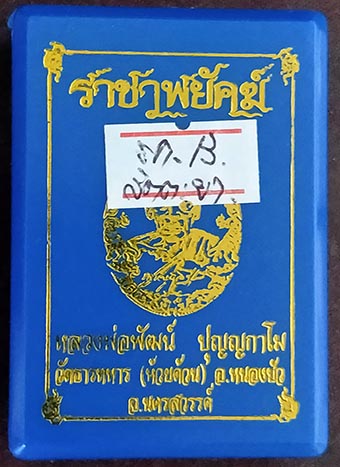 ราชาพยัคฆ์
ก. B.
หลวงพ่อพัฒน์ ปุญญกาโม
วัดธารทหาร (ห้วยด้วน) อ.หนองบัว
จ.นครสวรรค์